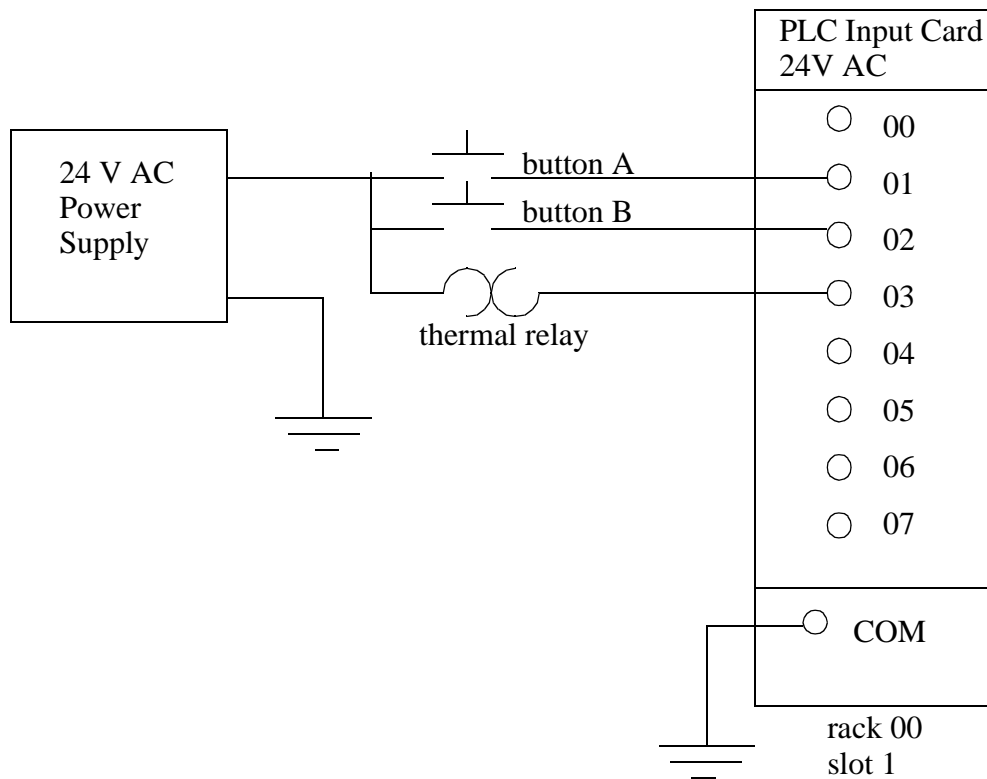 PLC Input Card
24V AC
24 V AC
Power
Supply
button A
button B
thermal relay
00
01
02
03
04
05
06
07
COM
rack 00
slot 1